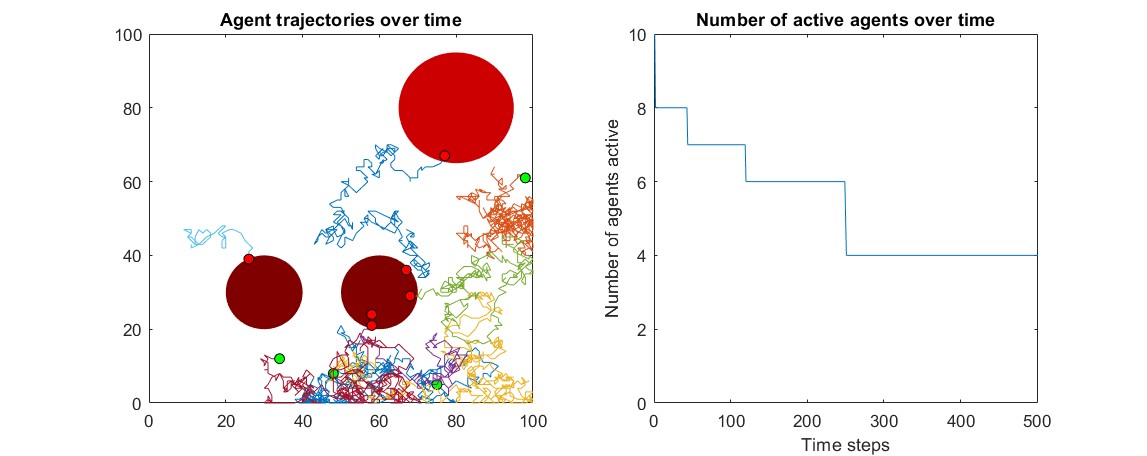 Agent trajectories over time
100
80
60
40
20
0
0 20 40 60 80 100
Number of active agents over time
10
8
6
4
2
0
Number of agents active
0 100 200 300 400 500
Time steps